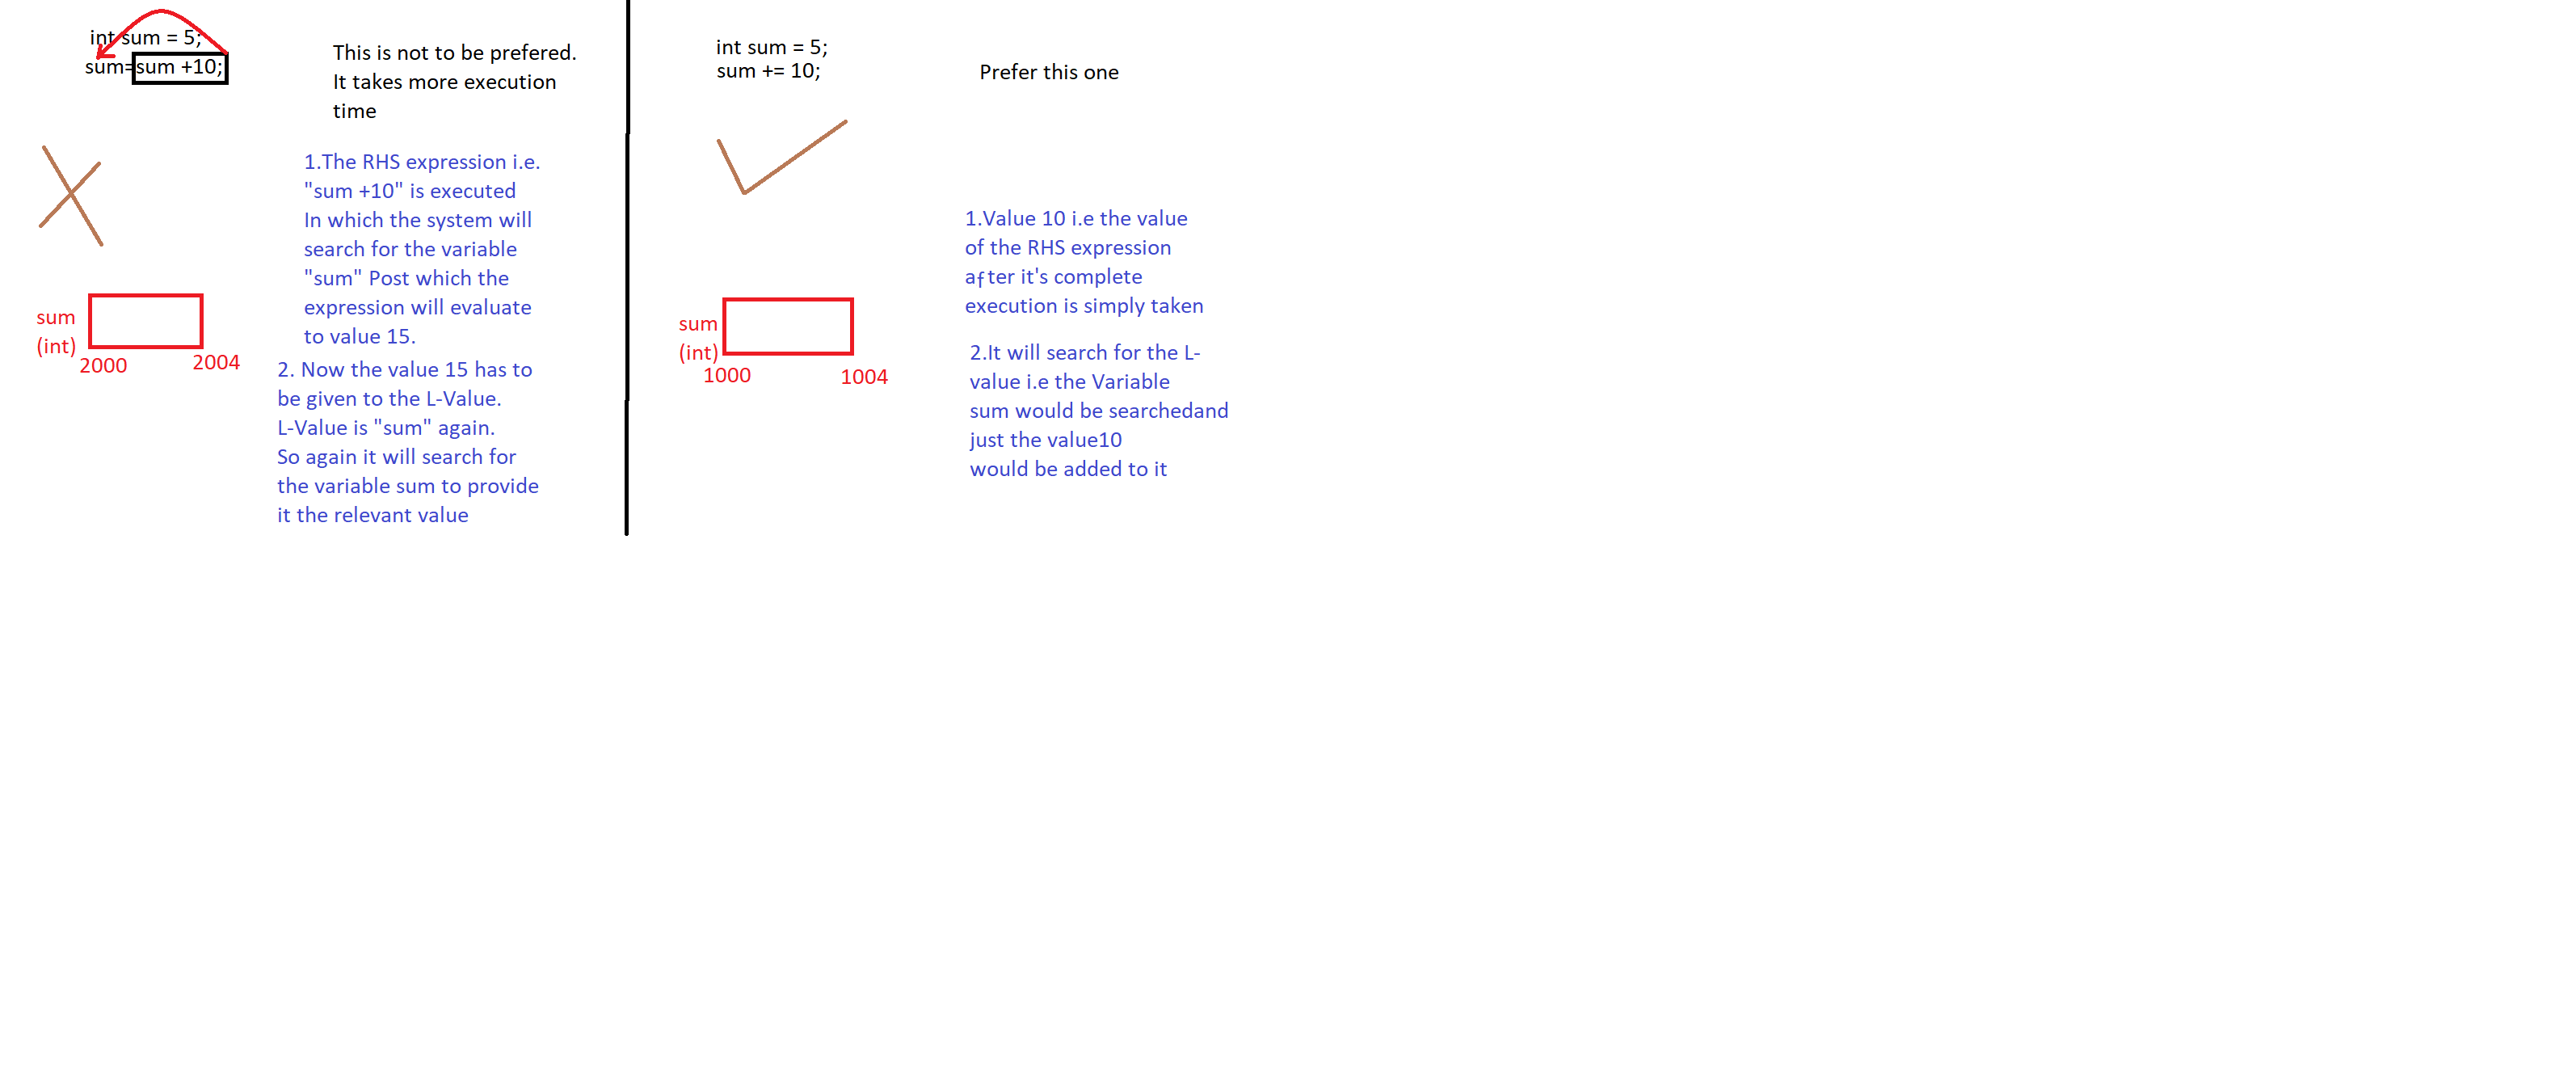 int sum = 5;
sum=sum +10;
This is not to be prefered.
It takes more execution
time
1.The RHS expression i.e.
"sum +10" is executed
In which the system will
search for the variable
"sum" Post which the
expression will evaluate
to value 15.
sum
(int)
2000
2004
2. Now the value 15 has to
be given to the L-Value.
L-Value is "sum" again.
So again it will search for
the variable sum to provide
it the relevant value
int sum = 5;
sum += 10;
Prefer this one
1.Value 10 i.e the value
of the RHS expression
after it's complete
execution is simply taken
sum
(int)
1000
1004
2.It will search for the L-
value i.e the Variable
sum would be searchedand
just the value10
would be added to it